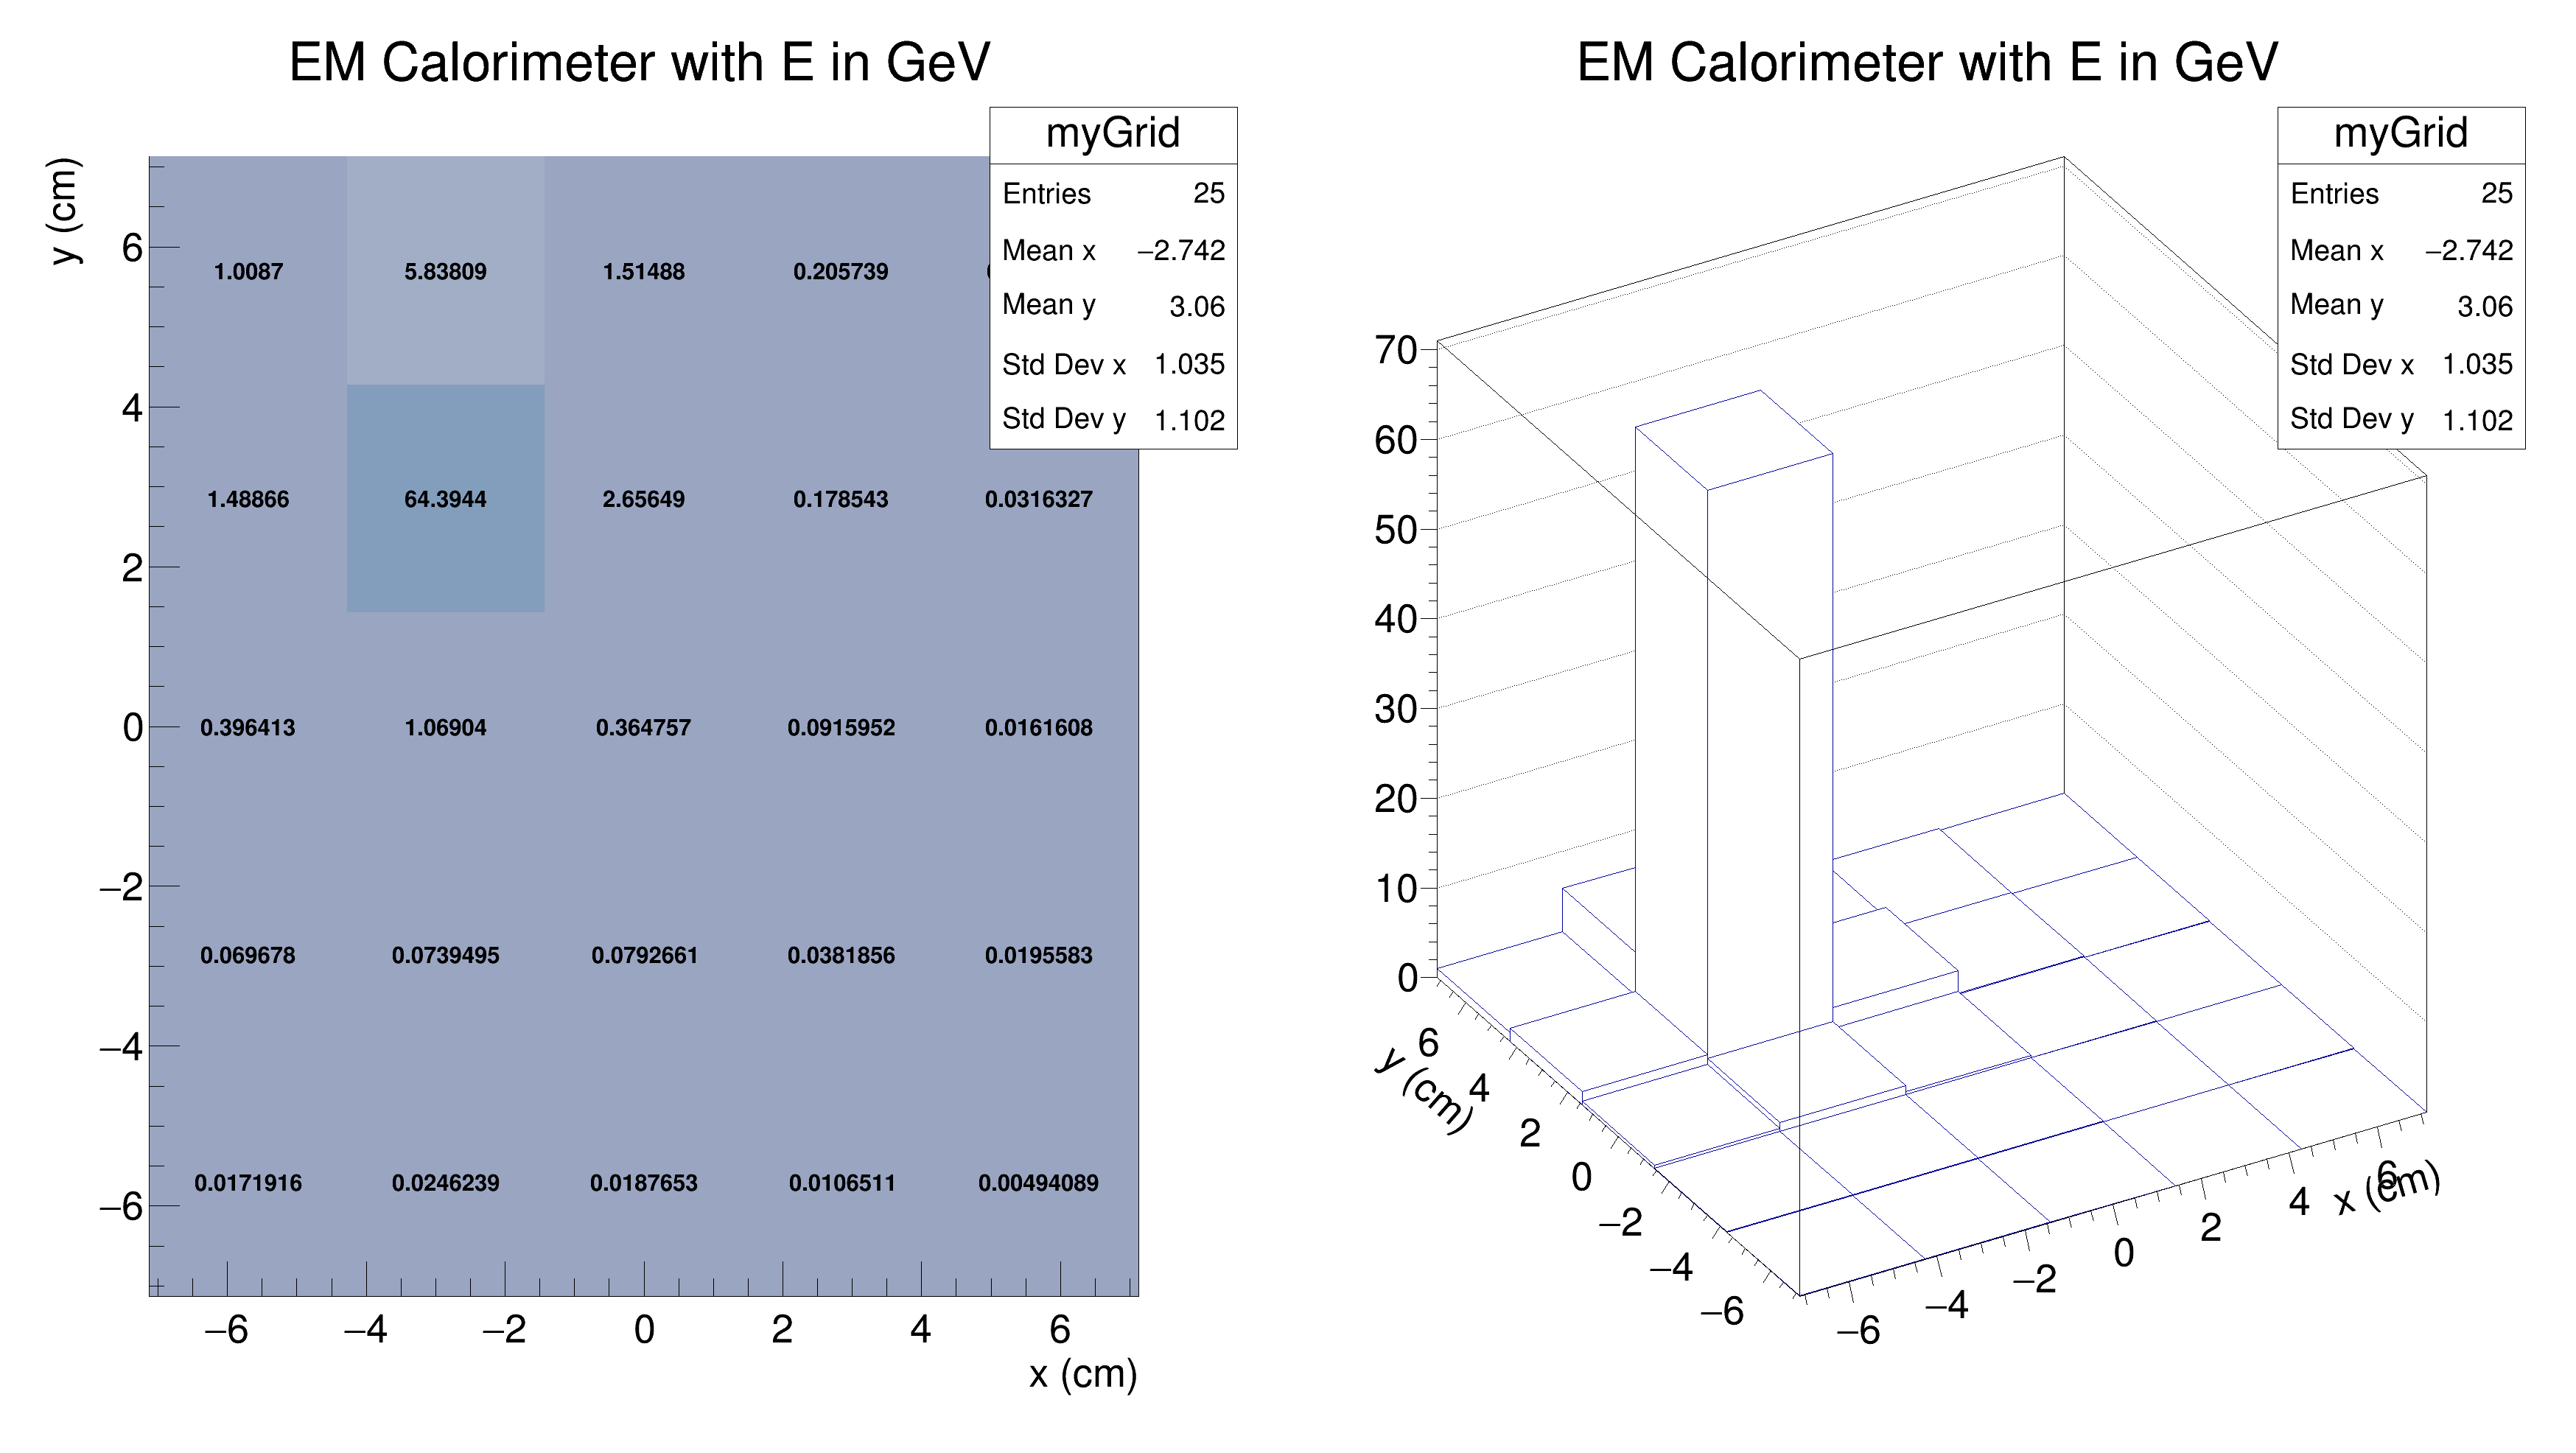 EM Calorimeter with E in GeV
myGrid
Entries 25
Mean x −2.742
Mean y 3.06
Std Dev x 1.035
Std Dev y 1.102
y (cm)
6
4
2
0
−2
−4
−6
1.0087 5.83809 1.51488 0.205739
1.48866 64.3944 2.65649 0.178543 0.0316327
0.396413 1.06904 0.364757 0.0915952 0.0161608
0.069678 0.0739495 0.0792661 0.0381856 0.0195583
0.0171916 0.0246239 0.0187653 0.0106511 0.00494089
−6 −4 −2 0 2 4 6
x (cm)
EM Calorimeter with E in GeV
myGrid
Entries 25
Mean x −2.742
Mean y 3.06
Std Dev x 1.035
Std Dev y 1.102
70
60
50
40
30
20
10
0
y (cm)
6
4
2
0
−2
−4
−6
−6 −4 −2 0 2 4 6
x (cm)